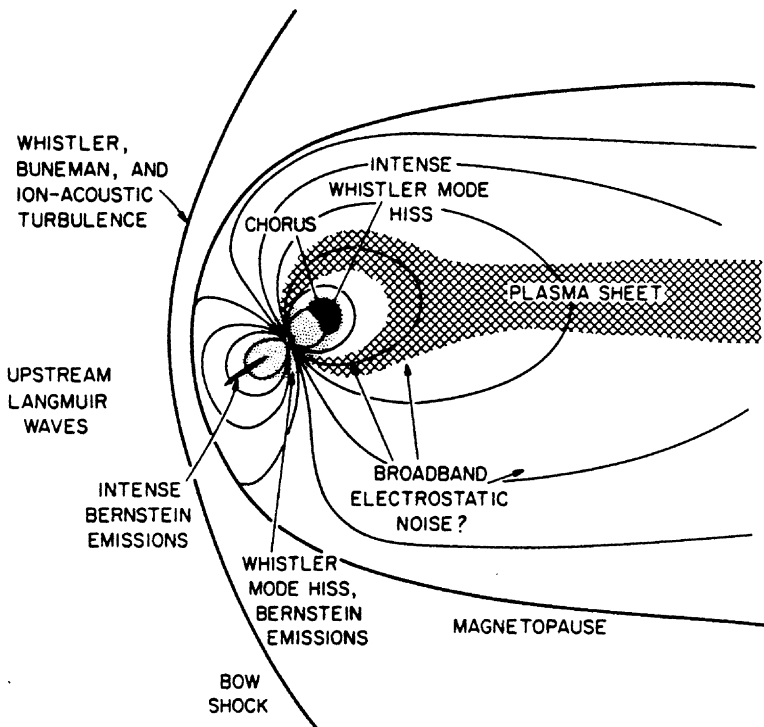 WHISTLER,
BUNEMAN, AND
ION-ACOUSTIC
TURBULENCE
INTENSE
WHISTLER MODE
HISS
CHORUS
PLASMA SHEET
UPSTREAM
LANGMUIR
WAVES
INTENSE
BERNSTEIN
EMISSIONS
BROADBAND
ELECTROSTATIC
NOISE?
WHISTLER
MODE HISS,
BERNSTEIN
EMISSIONS
MAGNETOPAUSE
BOW
SHOCK